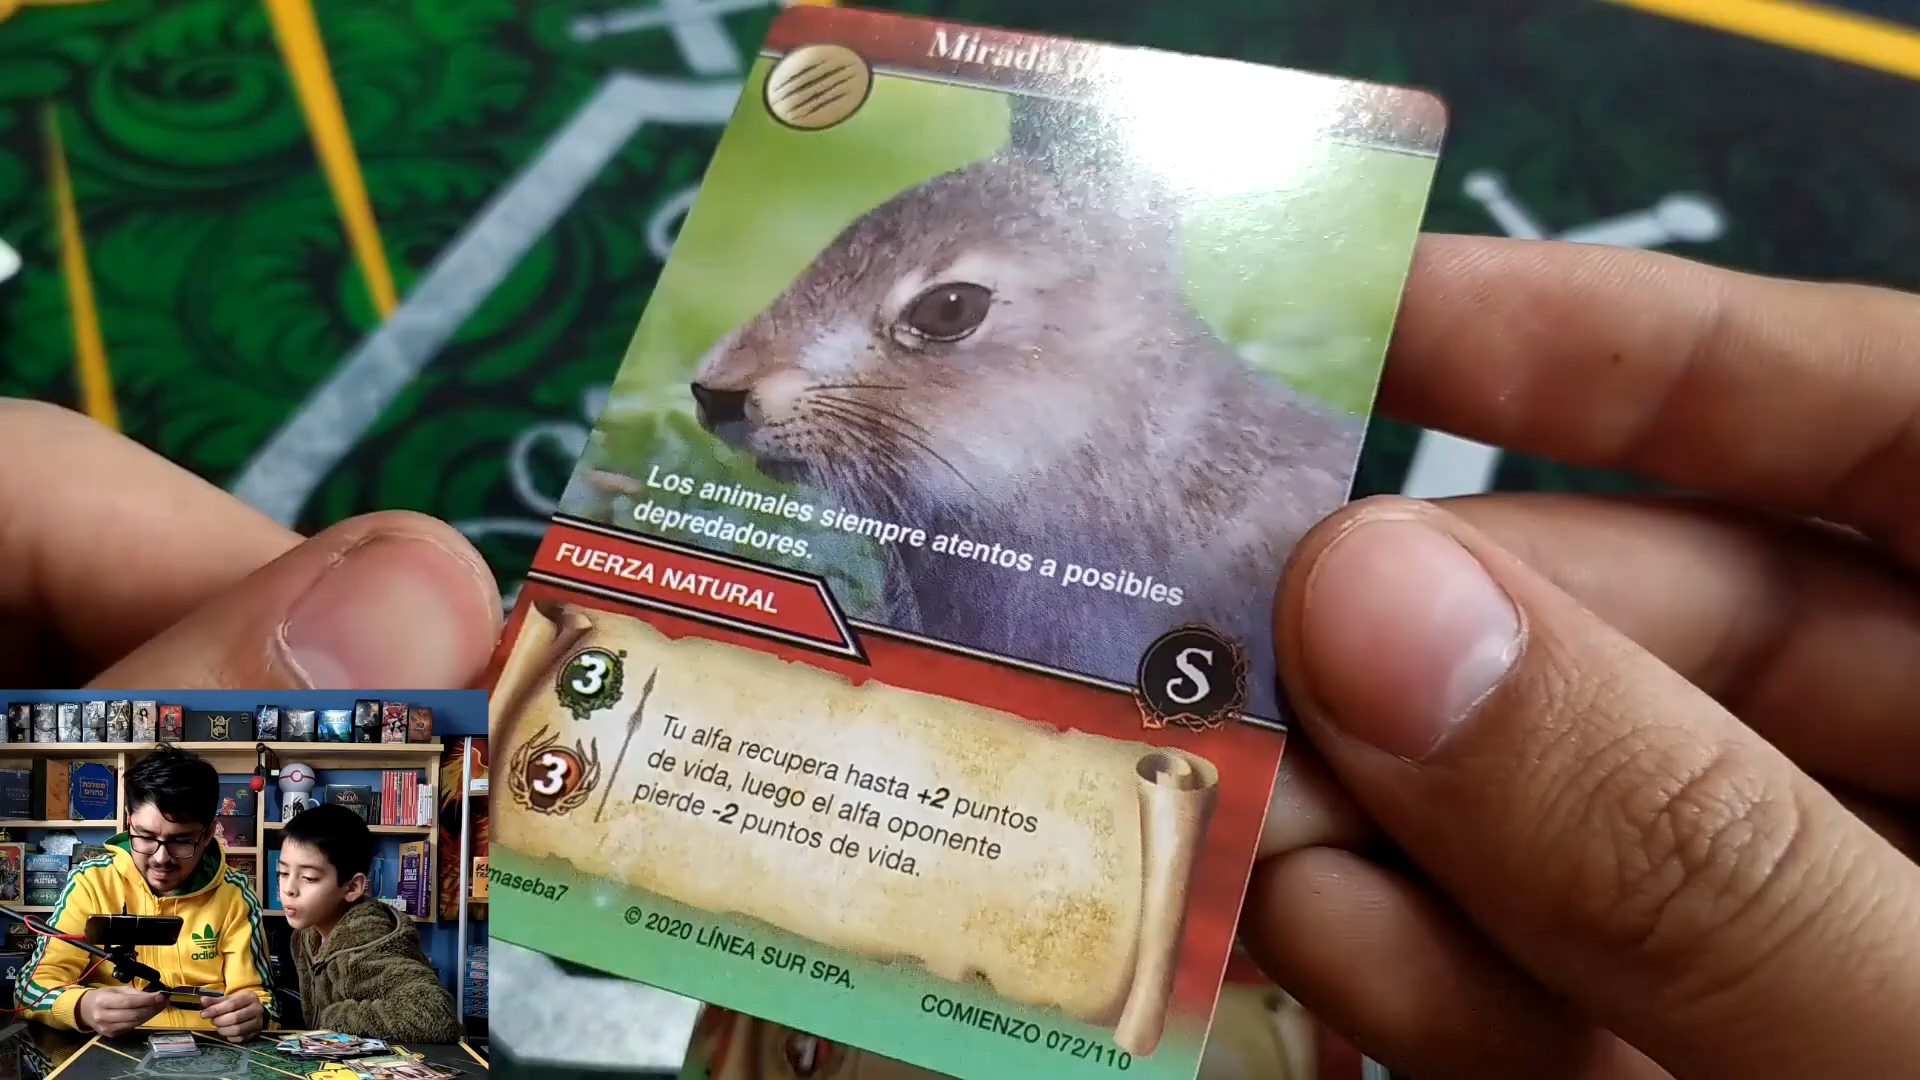 Mirada
Los animales siempre atentos a posibles
depredadores.
FUERZA NATURAL
S
3
3
Tu alfa recupera hasta +2 puntos
de vida, luego el alfa oponente
pierde -2 puntos de vida.
maseba7
© 2020 LÍNEA SUR SPA.
COMIENZO 072/110
adidas